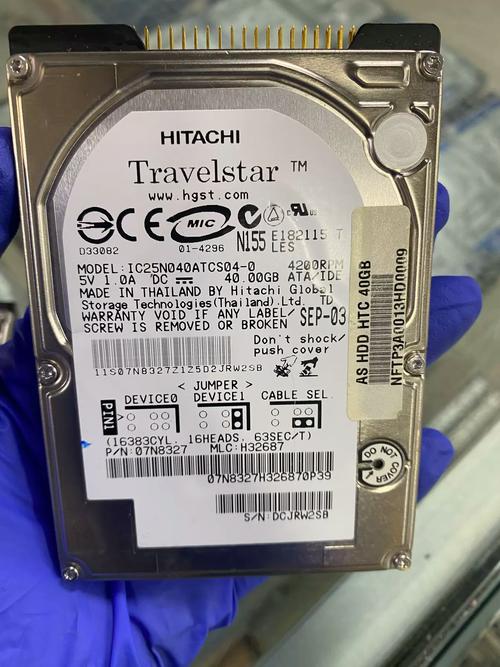 HITACHI
Travelstar ™
www.hgst.com
CE MIC
D33082
01-4296
N155
E182115 T
LES
MODEL: IC25N040ATCS04-0 4200RPM
5V 1.0A DC 40.00GB ATA/IDE
MADE IN THAILAND BY Hitachi Global
Storage Technologies(Thailand).Ltd. TD
WARRANTY VOID IF ANY LABEL/
SCREW IS REMOVED OR BROKEN
SEP-03
Don't shock/
push cover
11S07N8327Z1Z5D2JRW2SB
< JUMPER >
DEVICE0 DEVICE1 CABLE SEL.
PIN1
(16383CYL. 16HEADS. 63SEC/T)
P/N: 07N8327 MLC: H32687
07N8327H326870P39
S/N: DCJRW2SB
AS HDD HTC 40GB
NFTP3A0013HD0009
DO NOT COVER